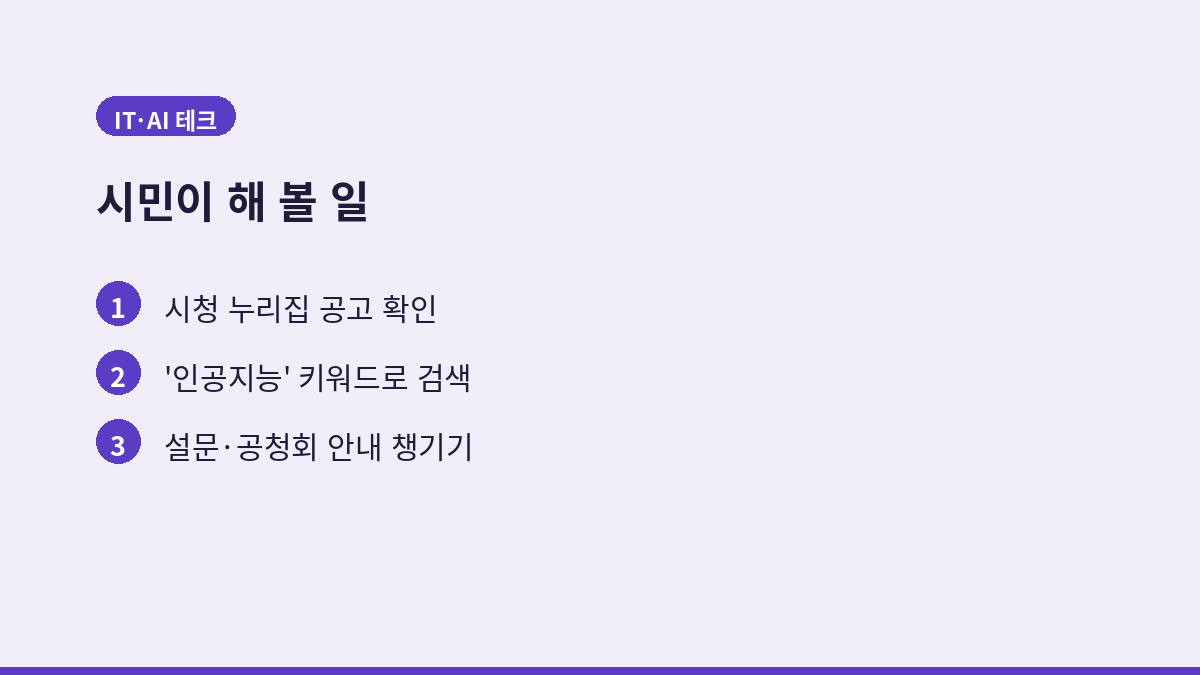 IT·AI 테크
시민이 해 볼 일
1 시청 누리집 공고 확인
2 '인공지능' 키워드로 검색
3 설문·공청회 안내 챙기기